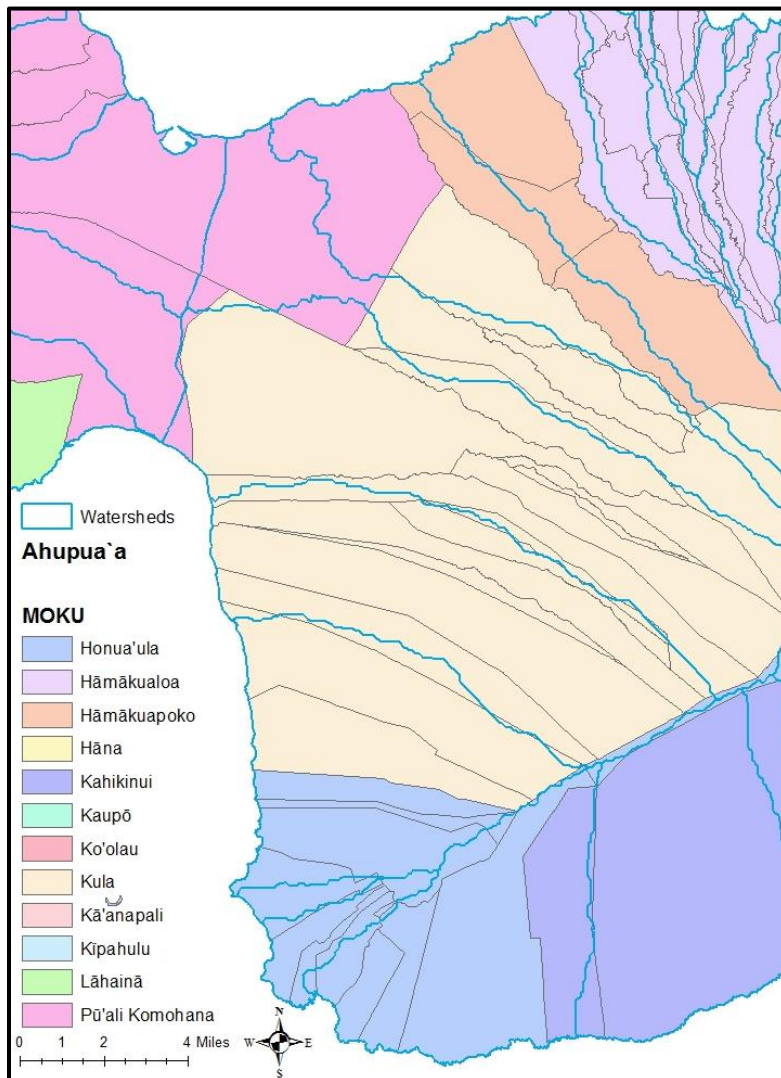 Watersheds
Ahupua`a
MOKU
Honua'ula
Hāmākualoa
Hāmākuapoko
Hāna
Kahikinui
Kaupō
Ko'olau
Kula
Kā'anapali
Kīpahulu
Lāhainā
Pū'ali Komohana
0 2 4 Miles
N
W E
S